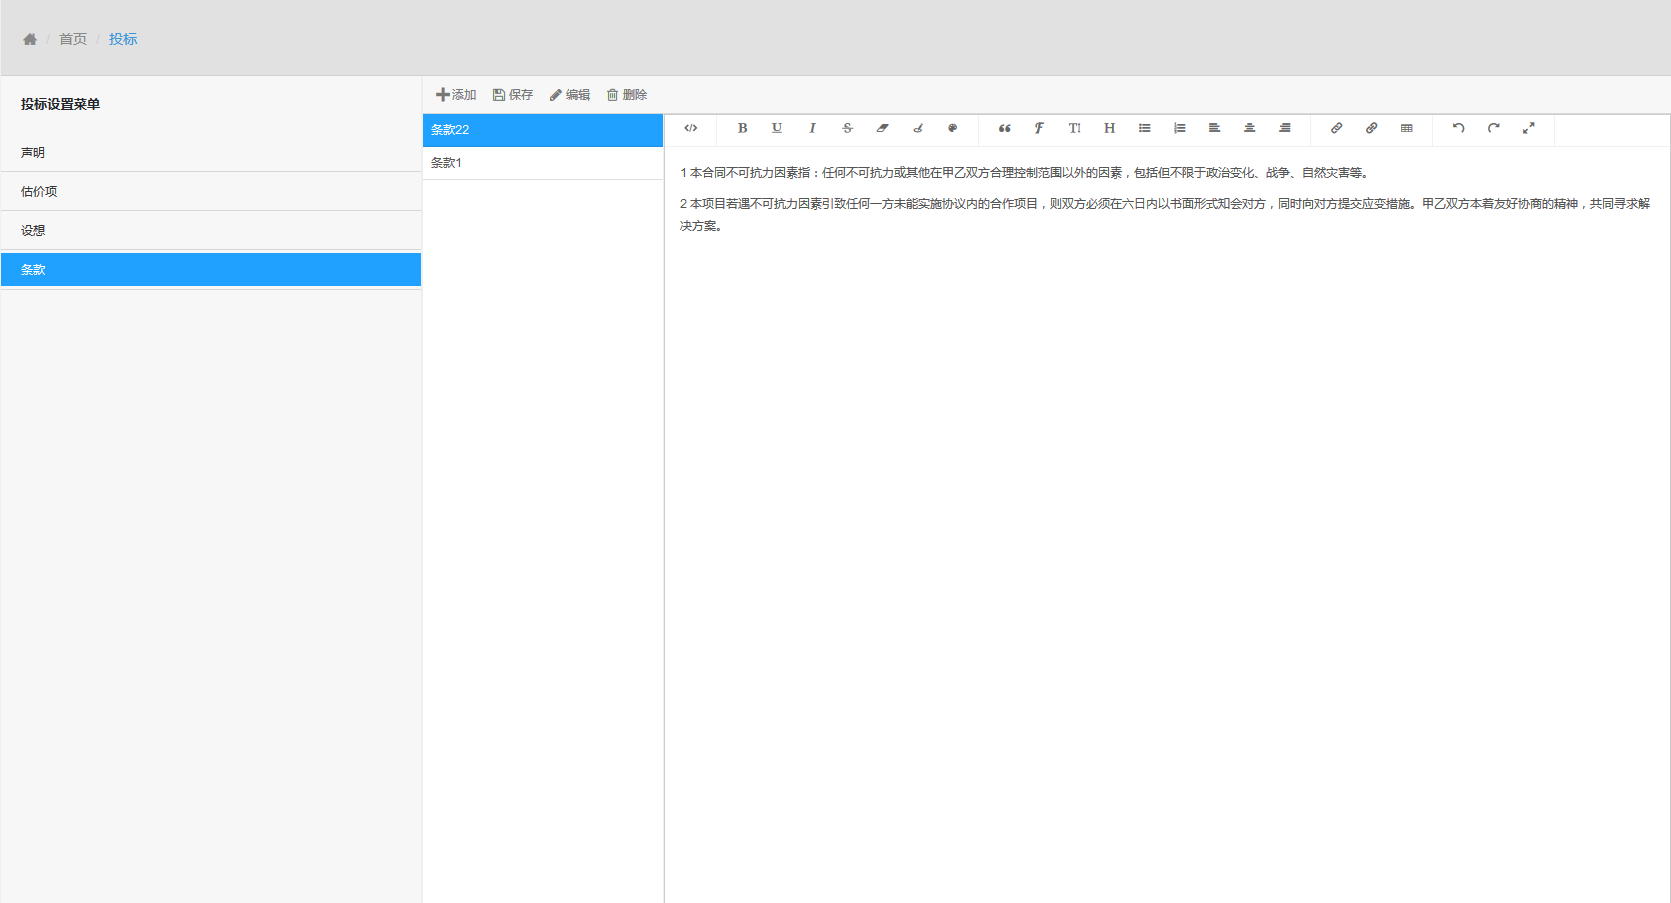 首页 / 投标
投标设置菜单
声明
估价项
设想
条款
添加 保存 编辑 删除
条款22
条款1
1 本合同不可抗力因素指：任何不可抗力或其他在甲乙双方合理控制范围以外的因素，包括但不限于政治变化、战争、自然灾害等。
2 本项目若遇不可抗力因素引致任何一方未能实施协议内的合作项目，则双方必须在六日内以书面形式知会对方，同时向对方提交应变措施。甲乙双方本着友好协商的精神，共同寻求解
决方案。